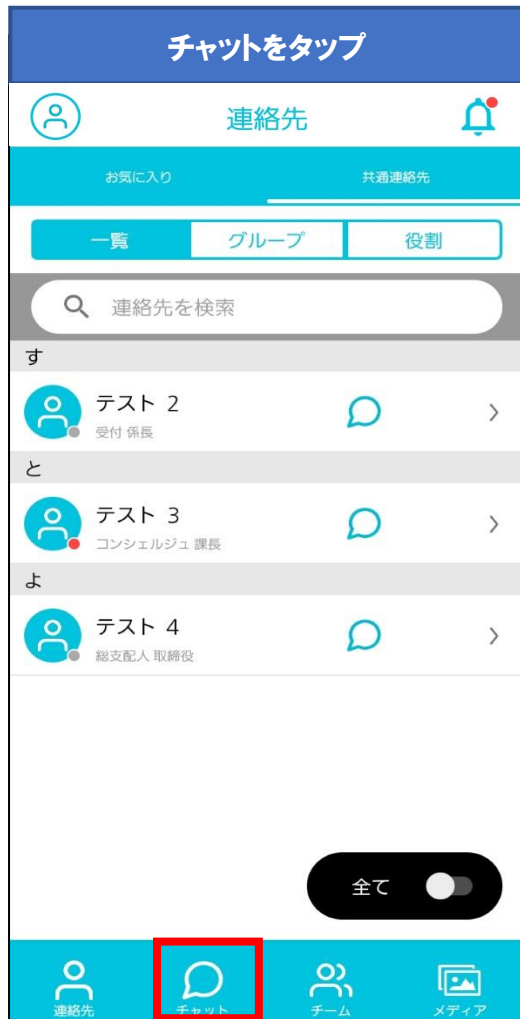 チャットをタップ
連絡先
お気に入り 共通連絡先
一覧 グループ 役割
連絡先を検索
す
テスト 2
受付 係長
と
テスト 3
コンシェルジュ 課長
よ
テスト 4
総支配人 取締役
全て
連絡先 チャット チーム メディア